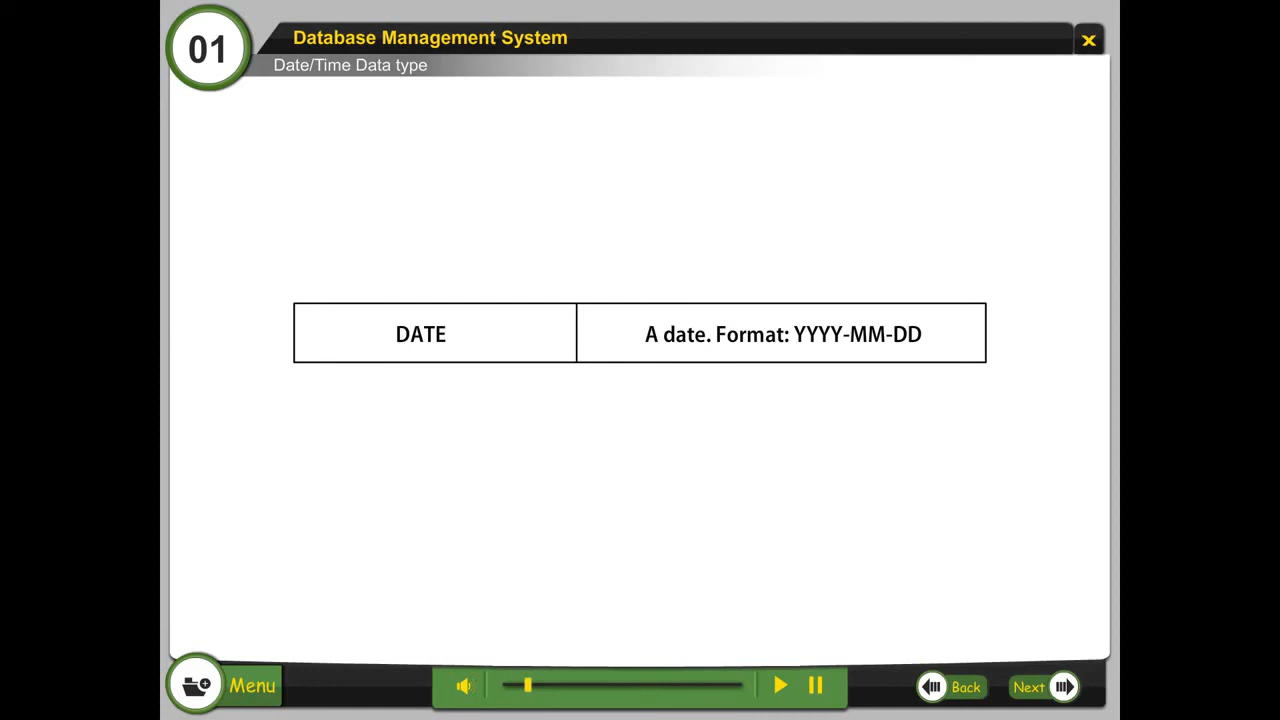 01
Database Management System
X
Date/Time Data type
DATE
A date. Format: YYYY-MM-DD
Menu
Back
Next